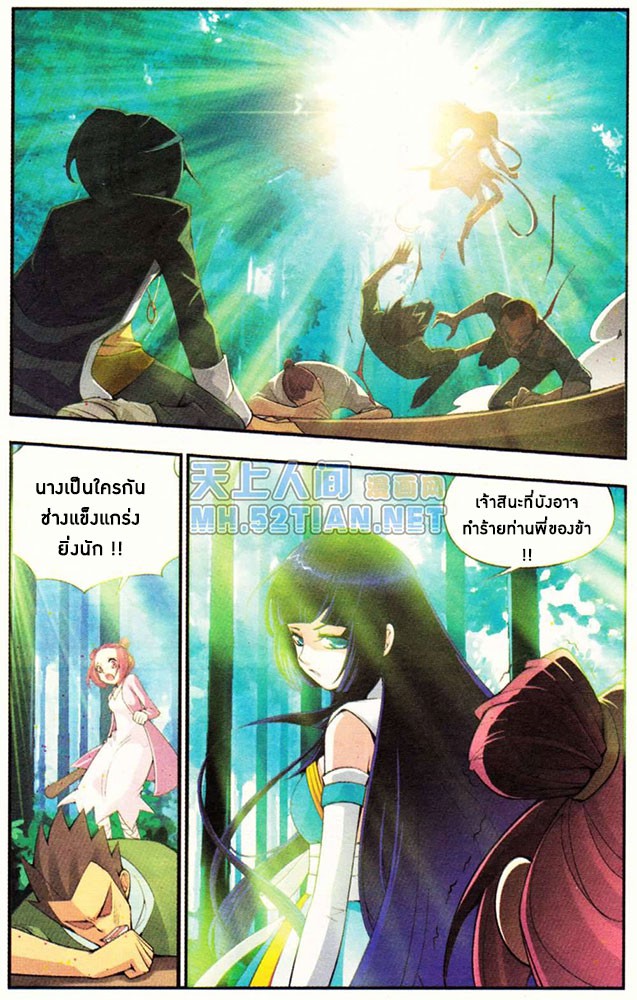 นางเป็นใครกัน
ช่างแข็งแกร่ง
ยิ่งนัก !!
天上人间 漫画网
MH.52TIAN.NET
เจ้าสินะที่บังอาจ
ทำร้ายท่านพี่ของข้า
!!